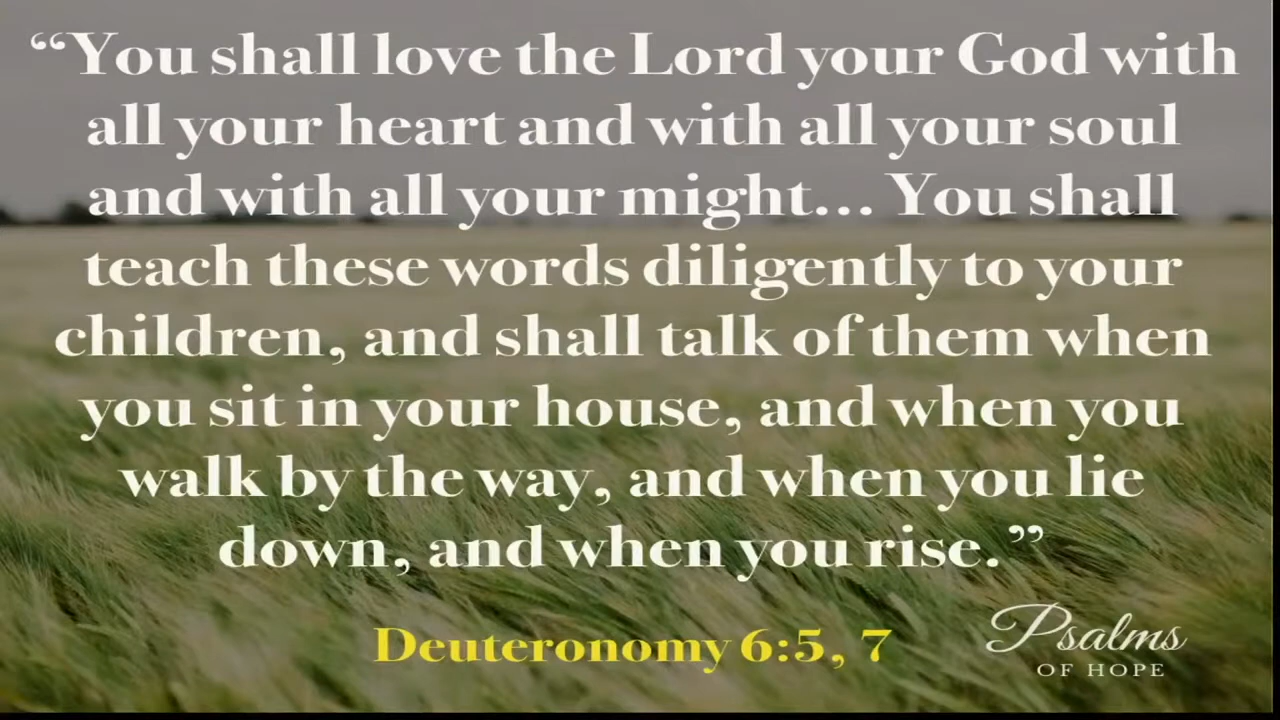 “You shall love the Lord your God with
all your heart and with all your soul
and with all your might... You shall
teach these words diligently to your
children, and shall talk of them when
you sit in your house, and when you
walk by the way, and when you lie
down, and when you rise.”
Deuteronomy 6:5, 7
Psalms
OF HOPE